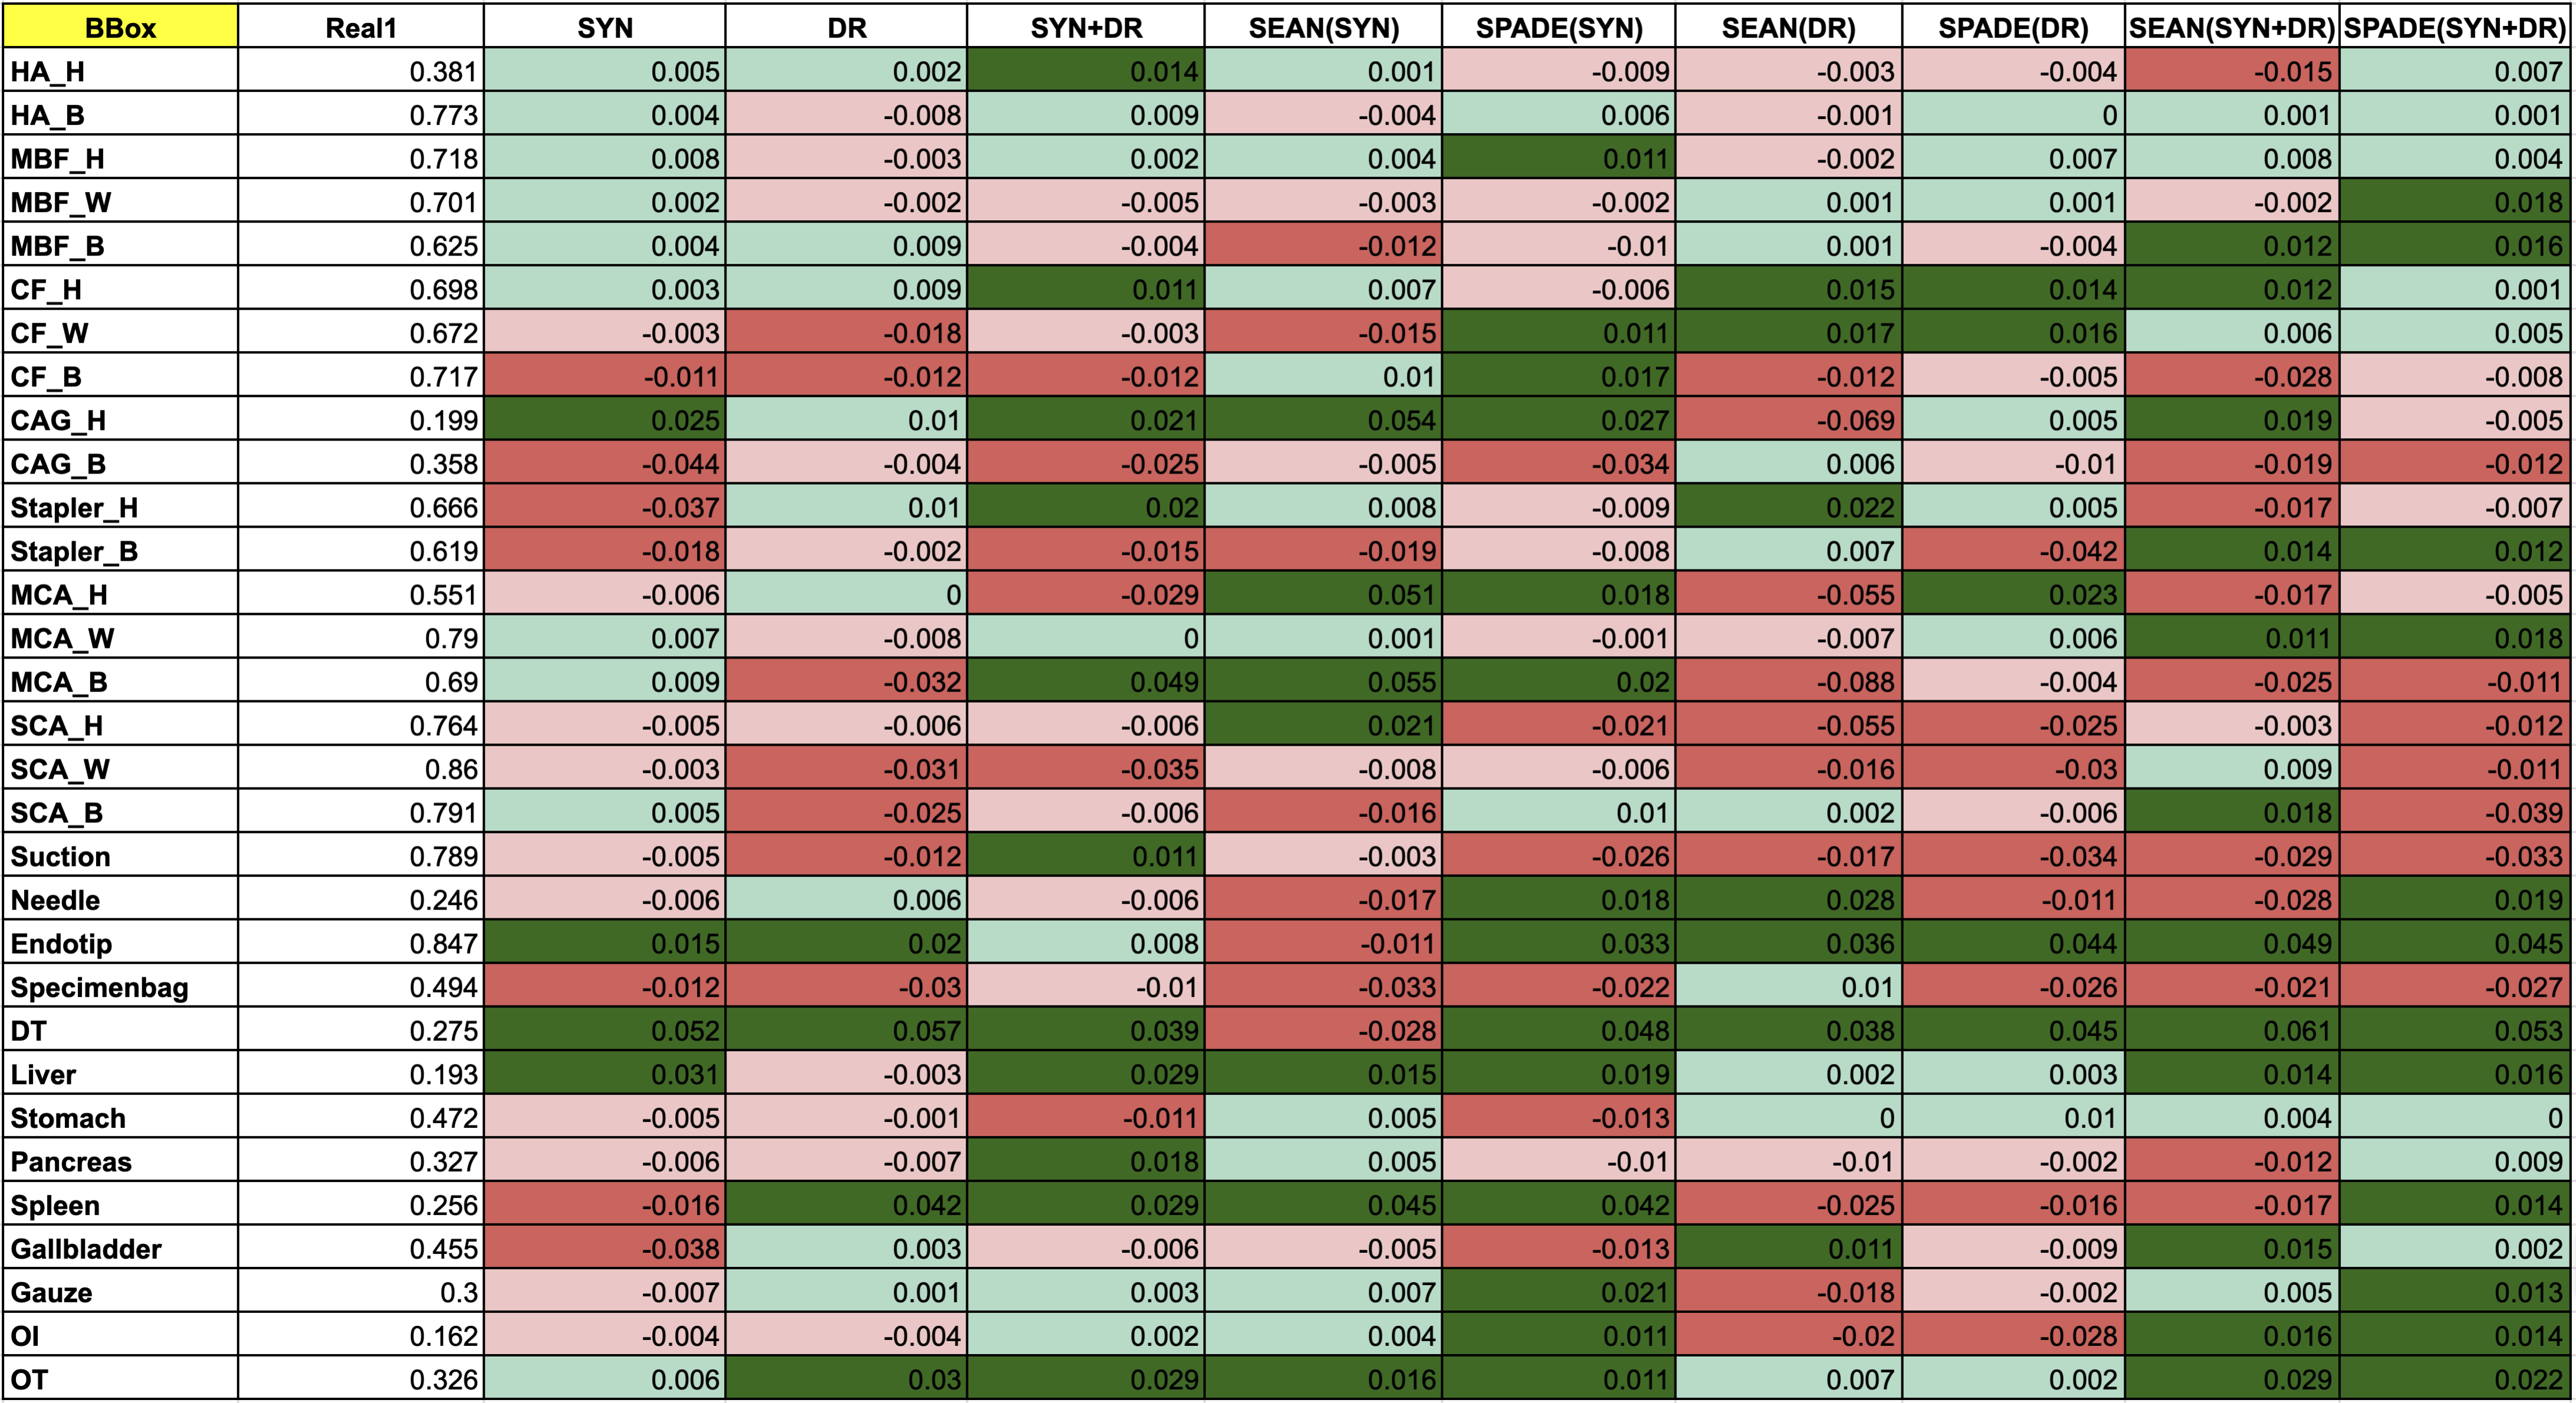 BBox Real1 SYN DR SYN+DR SEAN(SYN) SPADE(SYN) SEAN(DR) SPADE(DR) SEAN(SYN+DR) SPADE(SYN+DR)
HA_H 0.381 0.005 0.002 0.014 0.001 -0.009 -0.003 -0.004 -0.015 0.007
HA_B 0.773 0.004 -0.008 0.009 -0.004 0.006 -0.001 0 0.001 0.001
MBF_H 0.718 0.008 -0.003 0.002 0.004 0.011 -0.002 0.007 0.008 0.004
MBF_W 0.701 0.002 -0.002 -0.005 -0.003 -0.002 0.001 0.001 -0.002 0.018
MBF_B 0.625 0.004 0.009 -0.004 -0.012 -0.01 0.001 -0.004 0.012 0.016
CF_H 0.698 0.003 0.009 0.011 0.007 -0.006 0.015 0.014 0.012 0.001
CF_W 0.672 -0.003 -0.018 -0.003 -0.015 0.011 0.017 0.016 0.006 0.005
CF_B 0.717 -0.011 -0.012 -0.012 0.01 0.017 -0.012 -0.005 -0.028 -0.008
CAG_H 0.199 0.025 0.01 0.021 0.054 0.027 -0.069 0.005 0.019 -0.005
CAG_B 0.358 -0.044 -0.004 -0.025 -0.005 -0.034 0.006 -0.01 -0.019 -0.012
Stapler_H 0.666 -0.037 0.01 0.02 0.008 -0.009 0.022 0.005 -0.017 -0.007
Stapler_B 0.619 -0.018 -0.002 -0.015 -0.019 -0.008 0.007 -0.042 0.014 0.012
MCA_H 0.551 -0.006 0 -0.029 0.051 0.018 -0.055 0.023 -0.017 -0.005
MCA_W 0.79 0.007 -0.008 0 0.001 -0.001 -0.007 0.006 0.011 0.018
MCA_B 0.69 0.009 -0.032 0.049 0.055 0.02 -0.088 -0.004 -0.025 -0.011
SCA_H 0.764 -0.005 -0.006 -0.006 0.021 -0.021 -0.055 -0.025 -0.003 -0.012
SCA_W 0.86 -0.003 -0.031 -0.035 -0.008 -0.006 -0.016 -0.03 0.009 -0.011
SCA_B 0.791 0.005 -0.025 -0.006 -0.016 0.01 0.002 -0.006 0.018 -0.039
Suction 0.789 -0.005 -0.012 0.011 -0.003 -0.026 -0.017 -0.034 -0.029 -0.033
Needle 0.246 -0.006 0.006 -0.006 -0.017 0.018 0.028 -0.011 -0.028 0.019
Endotip 0.847 0.015 0.02 0.008 -0.011 0.033 0.036 0.044 0.049 0.045
Specimenbag 0.494 -0.012 -0.03 -0.01 -0.033 -0.022 0.01 -0.026 -0.021 -0.027
DT 0.275 0.052 0.057 0.039 -0.028 0.048 0.038 0.045 0.061 0.053
Liver 0.193 0.031 -0.003 0.029 0.015 0.019 0.002 0.003 0.014 0.016
Stomach 0.472 -0.005 -0.001 -0.011 0.005 -0.013 0 0.01 0.004 0
Pancreas 0.327 -0.006 -0.007 0.018 0.005 -0.01 -0.01 -0.002 -0.012 0.009
Spleen 0.256 -0.016 0.042 0.029 0.045 0.042 -0.025 -0.016 -0.017 0.014
Gallbladder 0.455 -0.038 0.003 -0.006 -0.005 -0.013 0.011 -0.009 0.015 0.002
Gauze 0.3 -0.007 0.001 0.003 0.007 0.021 -0.018 -0.002 0.005 0.013
OI 0.162 -0.004 -0.004 0.002 0.004 0.011 -0.02 -0.028 0.016 0.014
OT 0.326 0.006 0.03 0.029 0.016 0.011 0.007 0.002 0.029 0.022